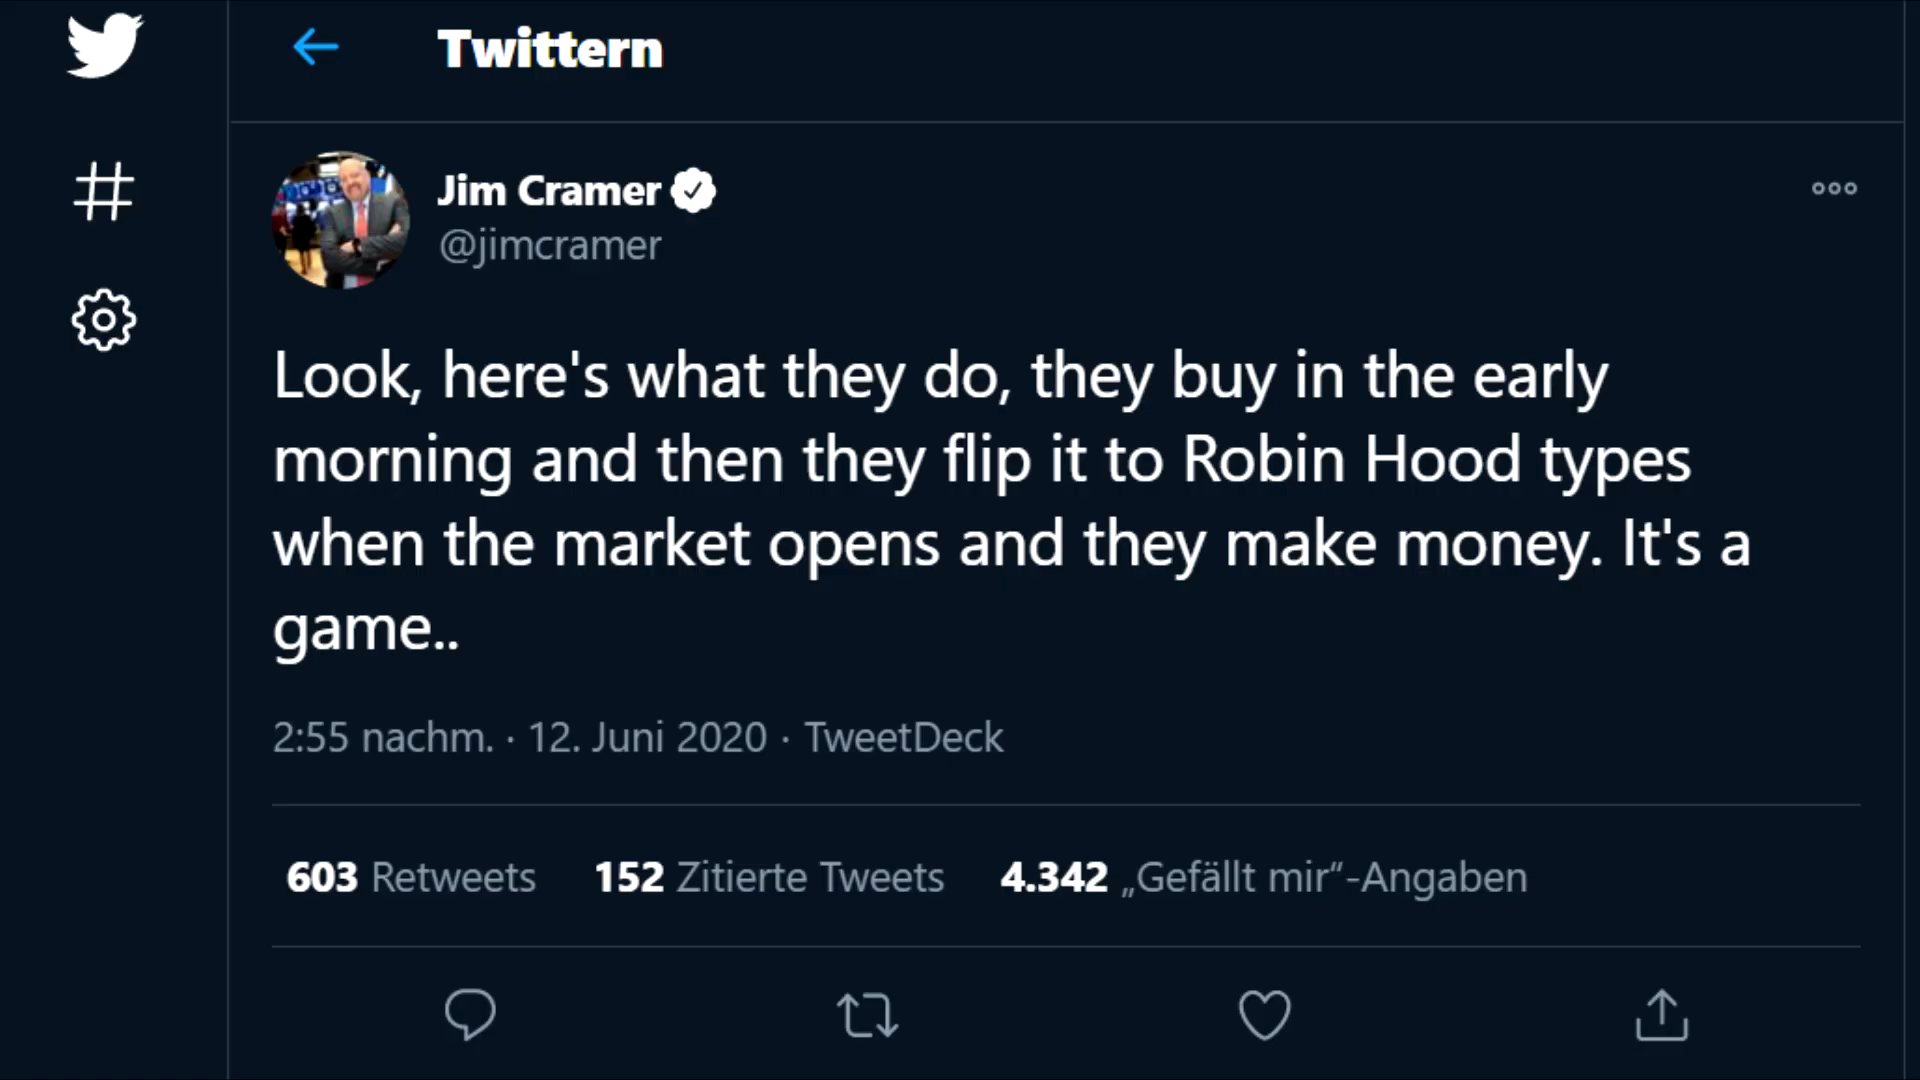 Twittern
Jim Cramer
@jimcramer
Look, here's what they do, they buy in the early
morning and then they flip it to Robin Hood types
when the market opens and they make money. It's a
game..
2:55 nachm. · 12. Juni 2020 · TweetDeck
603 Retweets 152 Zitierte Tweets 4.342 „Gefällt mir“-Angaben